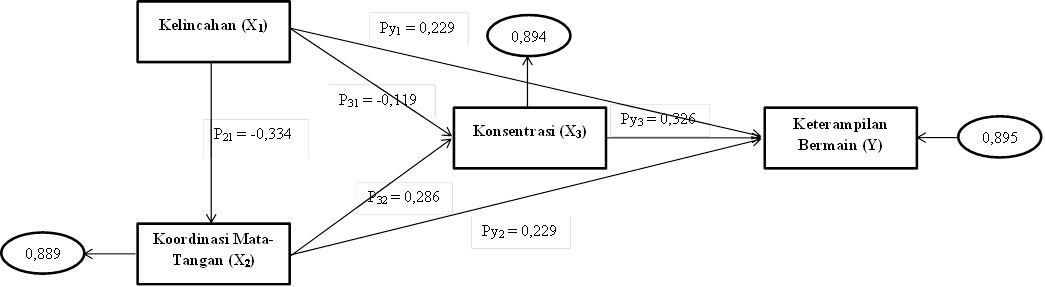 Kelincahan (X₁)
Py₁ = 0,229
0,894
P₃₁ = -0,119
Konsentrasi (X₃)
Py₃ = 0,326
Keterampilan
Bermain (Y)
0,895
P₂₁ = -0,334
P₃₂ = 0,286
Py₂ = 0,229
Koordinasi Mata-
Tangan (X₂)
0,889